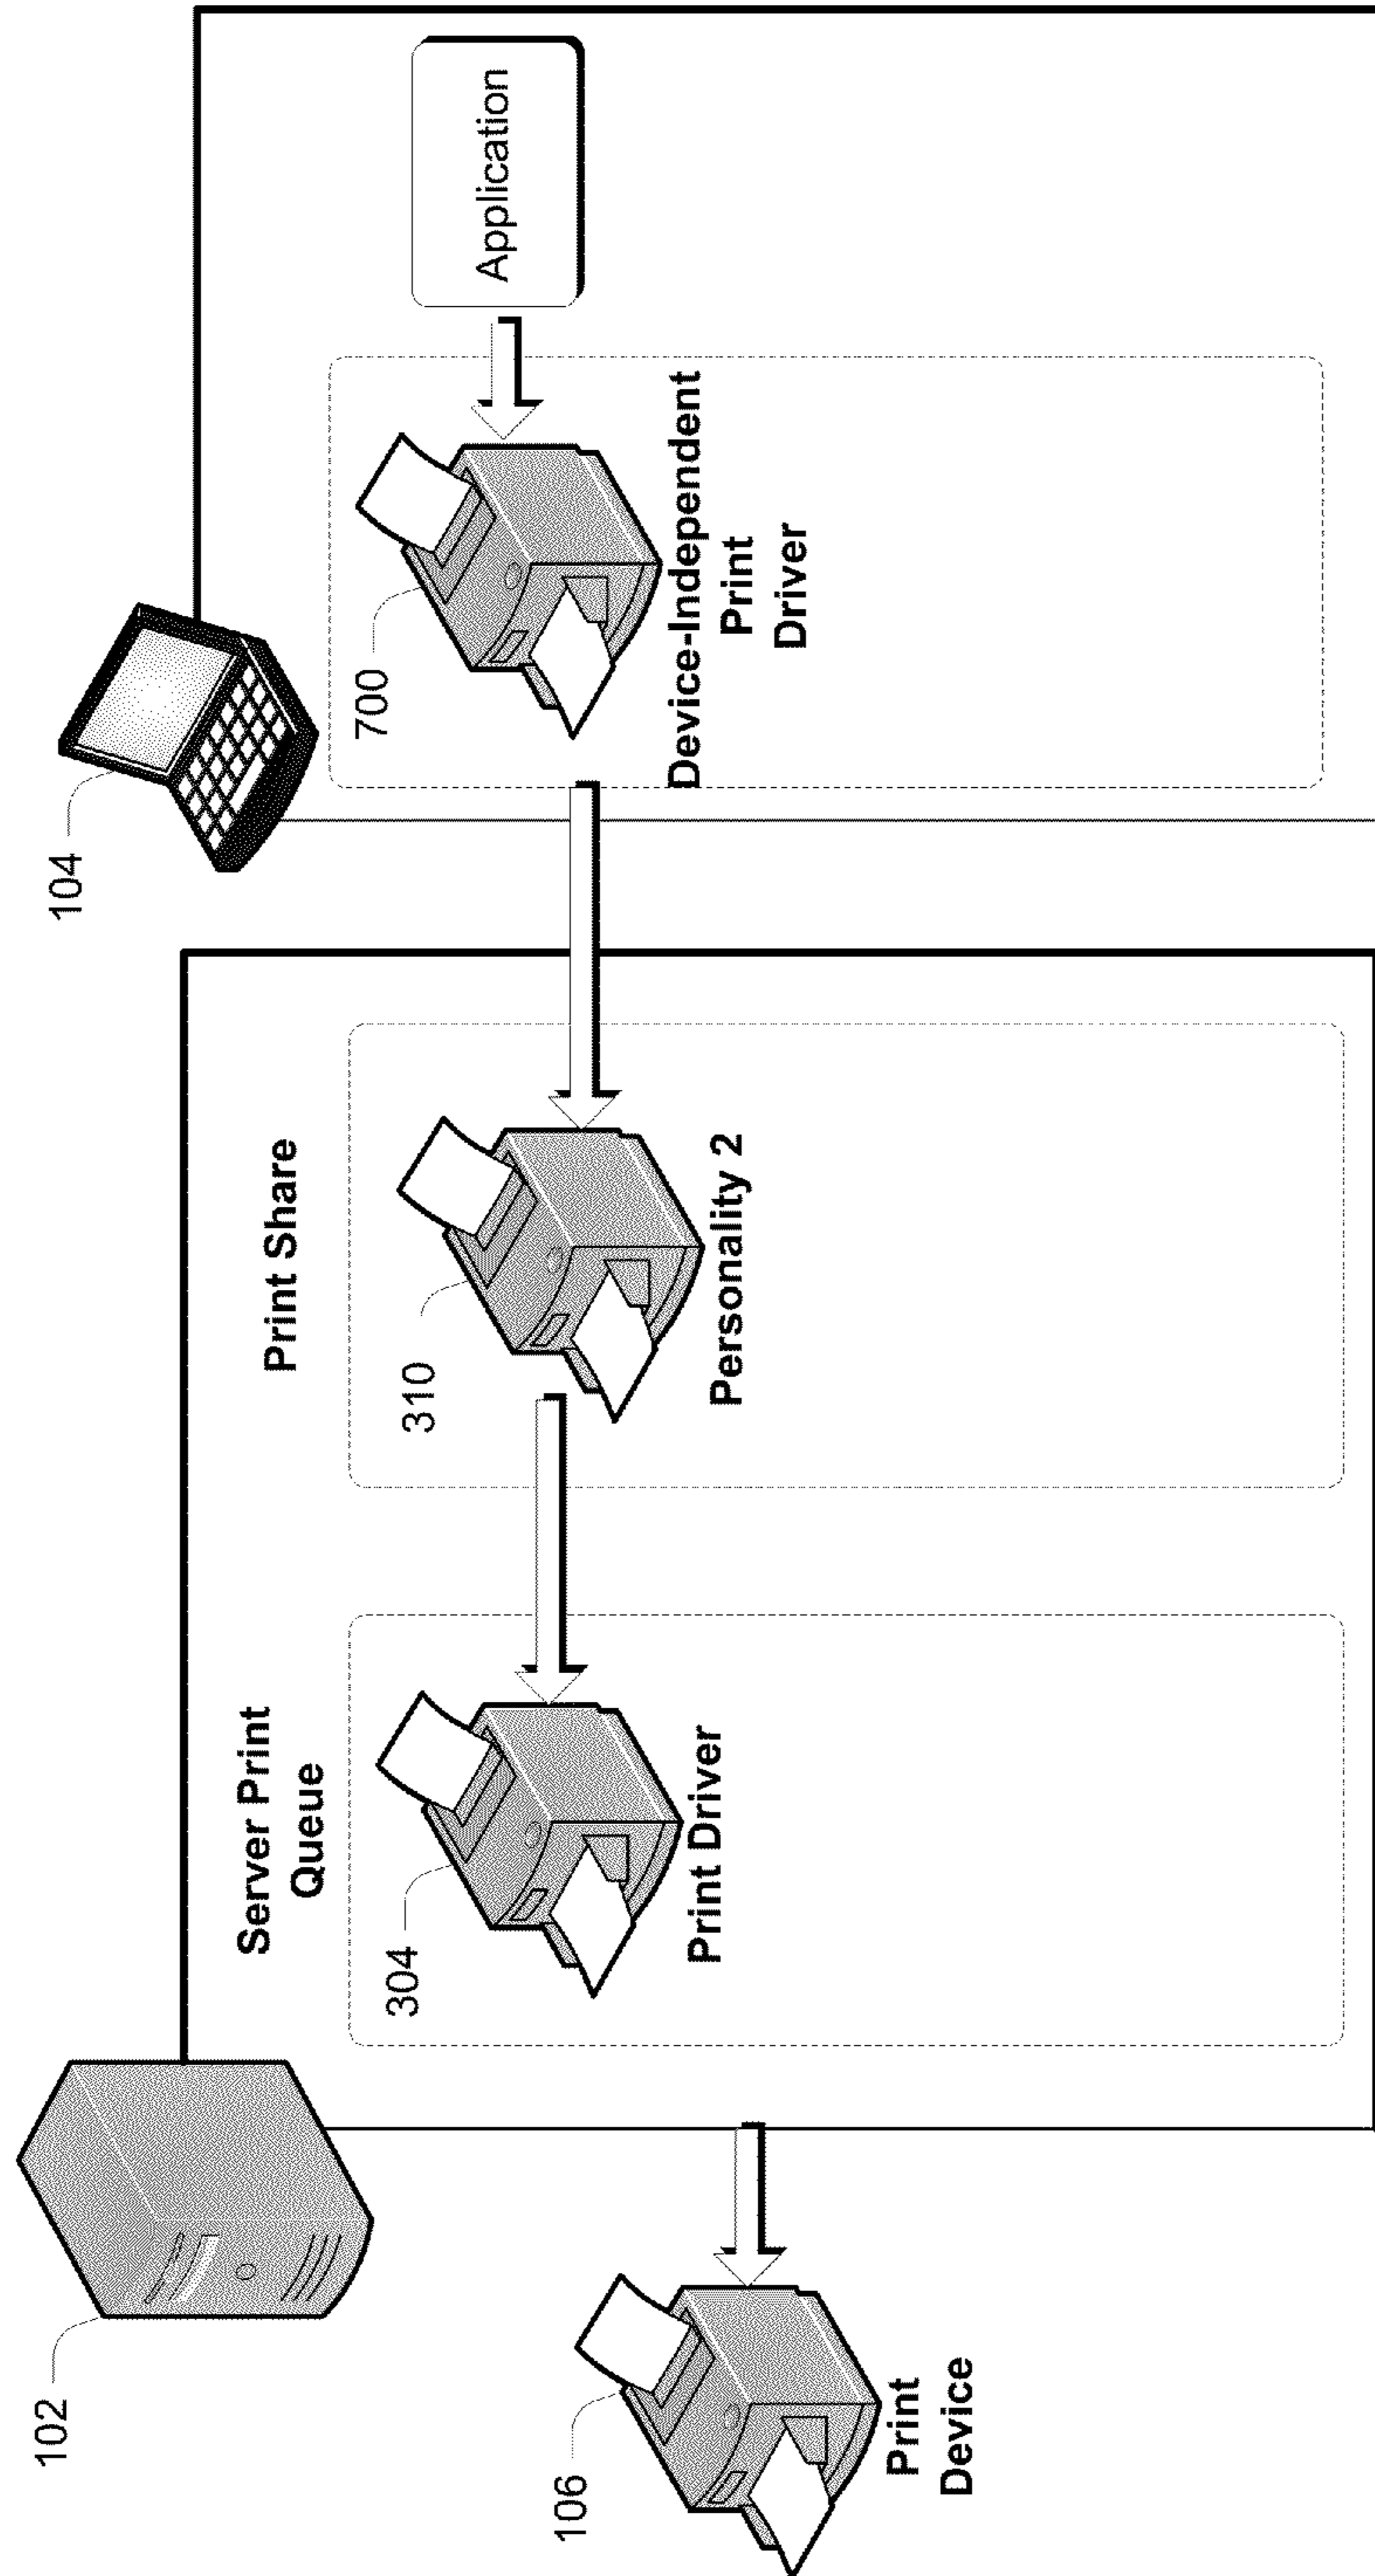 102
104
Server Print
Queue
Print Share
304
310
700
Application
Print Driver
Personality 2
Device-Independent
Print
Driver
106
Print
Device